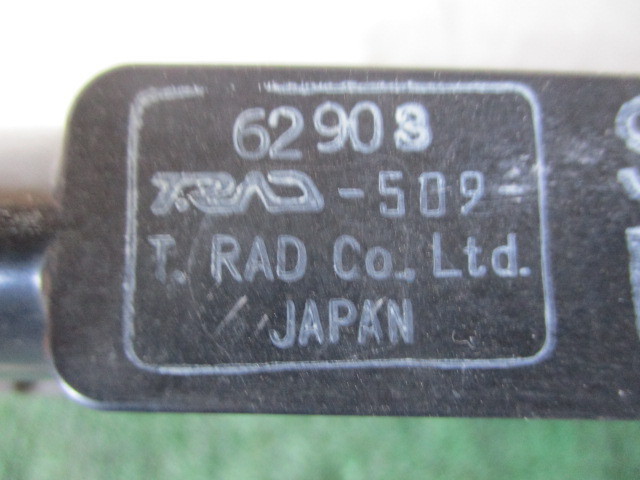 62903
T.RAD -509
T. RAD Co., Ltd.
JAPAN